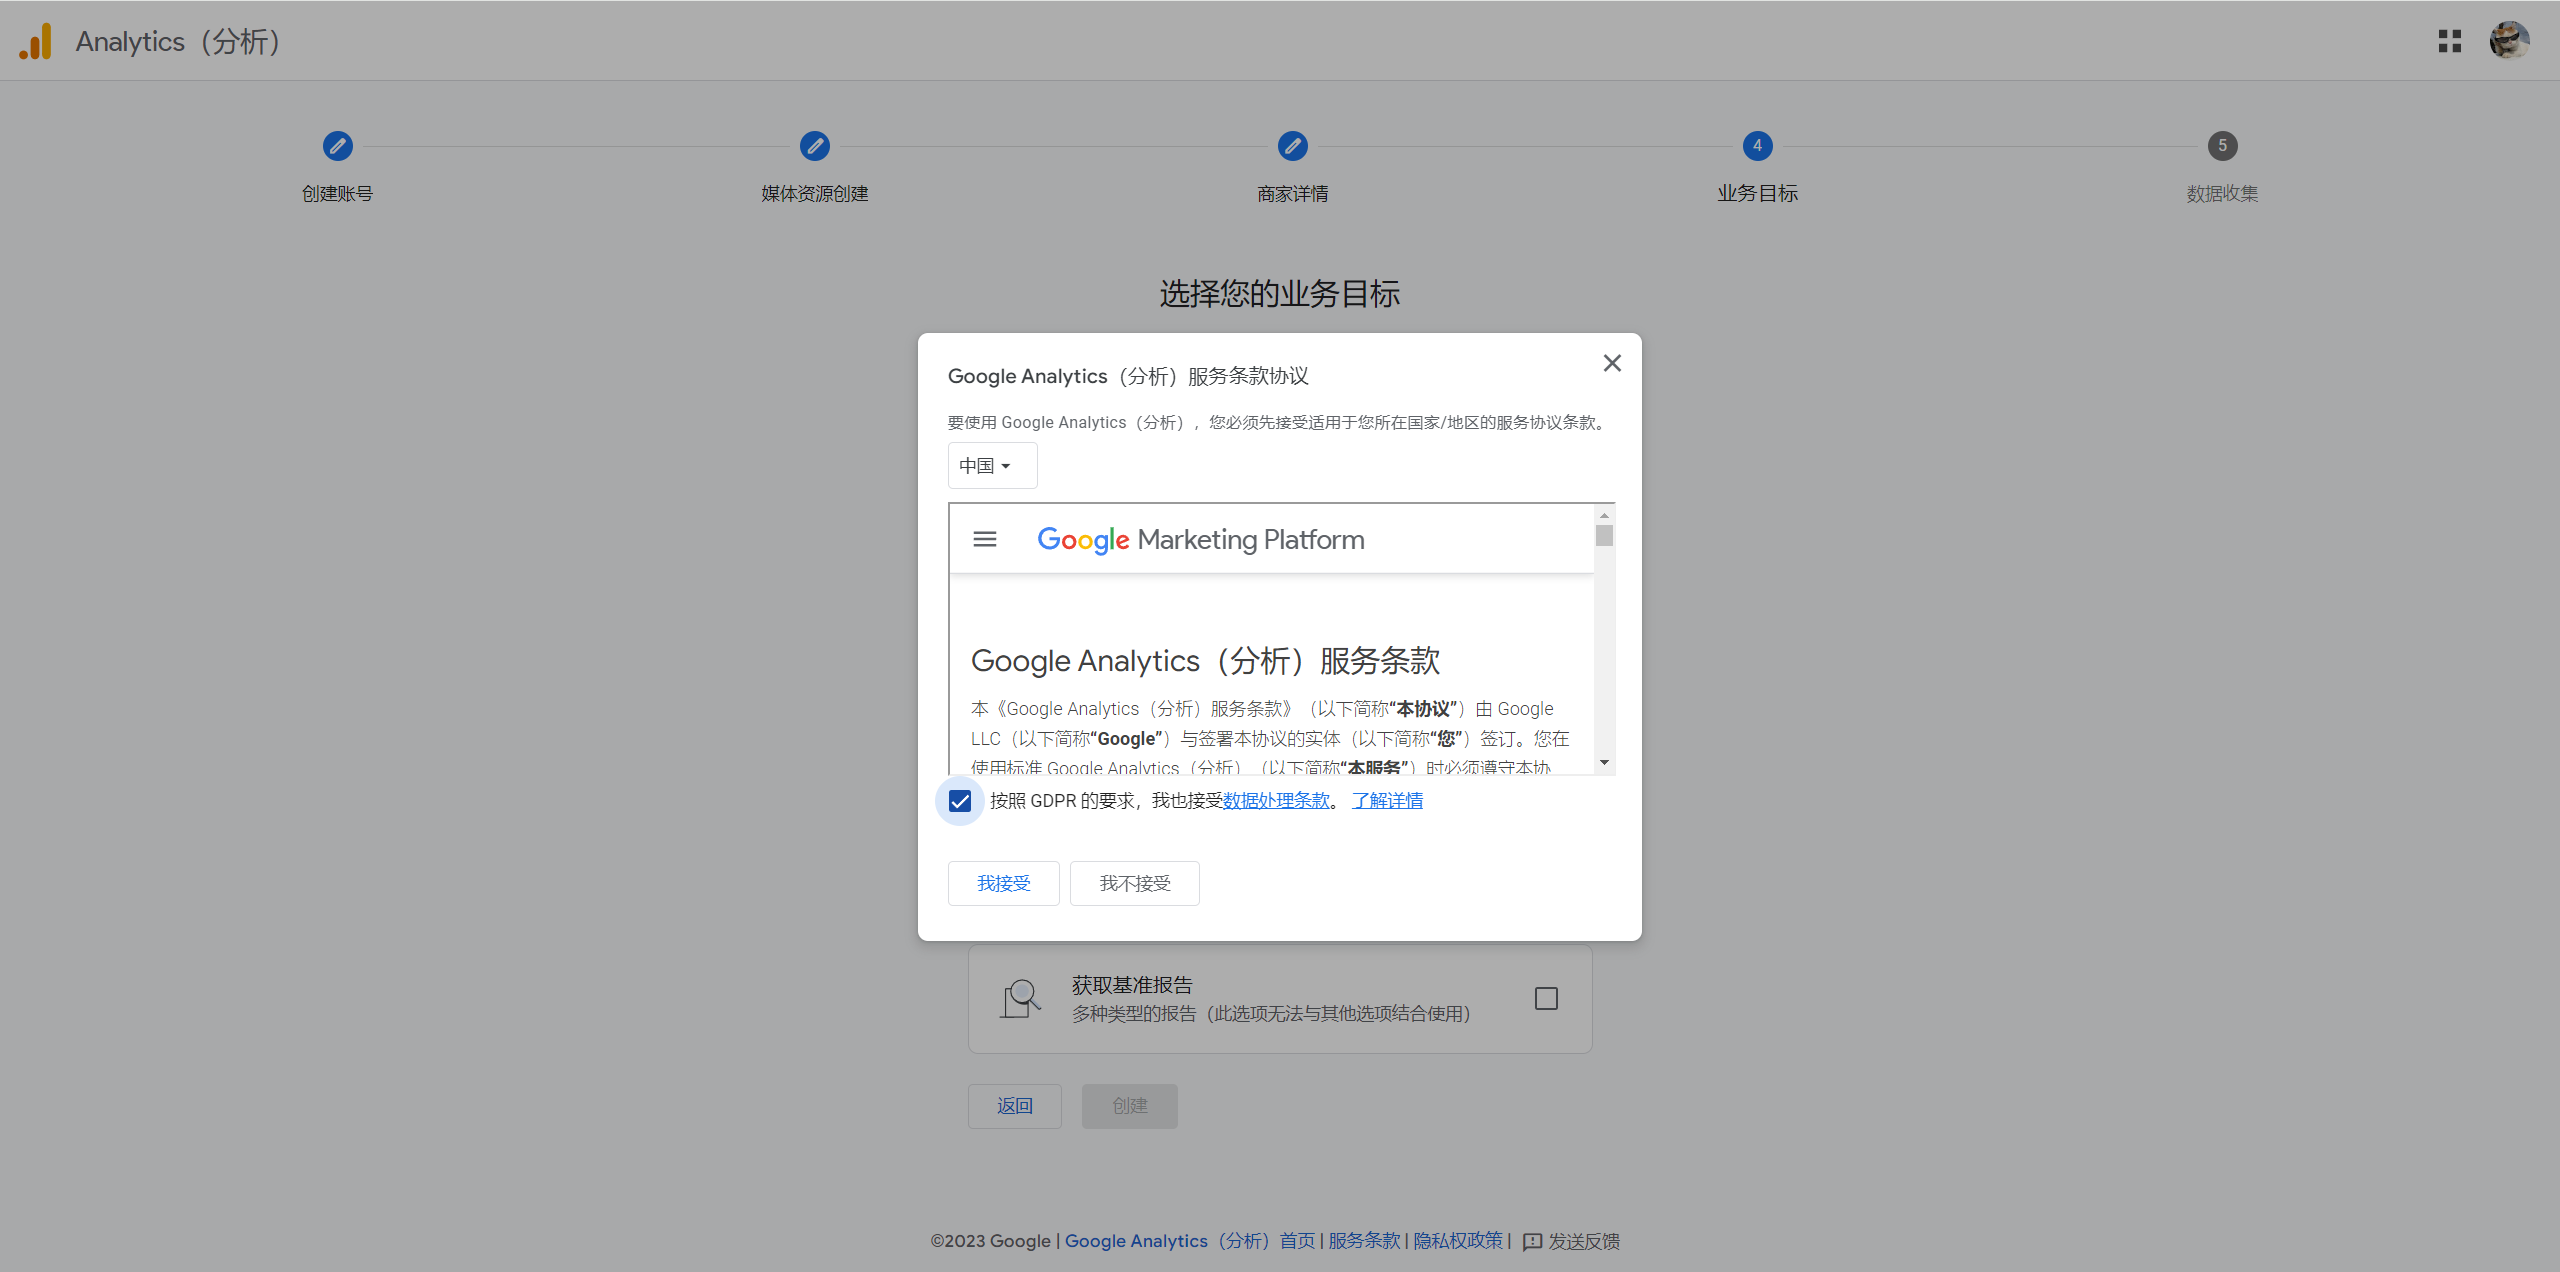 Analytics（分析）
4
5
创建账号
媒体资源创建
商家详情
业务目标
数据收集
选择您的业务目标
Google Analytics（分析）服务条款协议
要使用 Google Analytics（分析），您必须先接受适用于您所在国家/地区的服务协议条款。
中国
Google Marketing Platform
Google Analytics（分析）服务条款
本《Google Analytics（分析）服务条款》（以下简称“本协议”）由 Google
LLC（以下简称“Google”）与签署本协议的实体（以下简称“您”）签订。您在
使用标准 Google Analytics（分析）（以下简称“本服务”）时必须遵守本协
按照 GDPR 的要求，我也接受数据处理条款。 了解详情
我接受
我不接受
获取基准报告
多种类型的报告（此选项无法与其他选项结合使用）
返回
创建
©2023 Google | Google Analytics（分析）首页 | 服务条款 | 隐私权政策 | 发送反馈